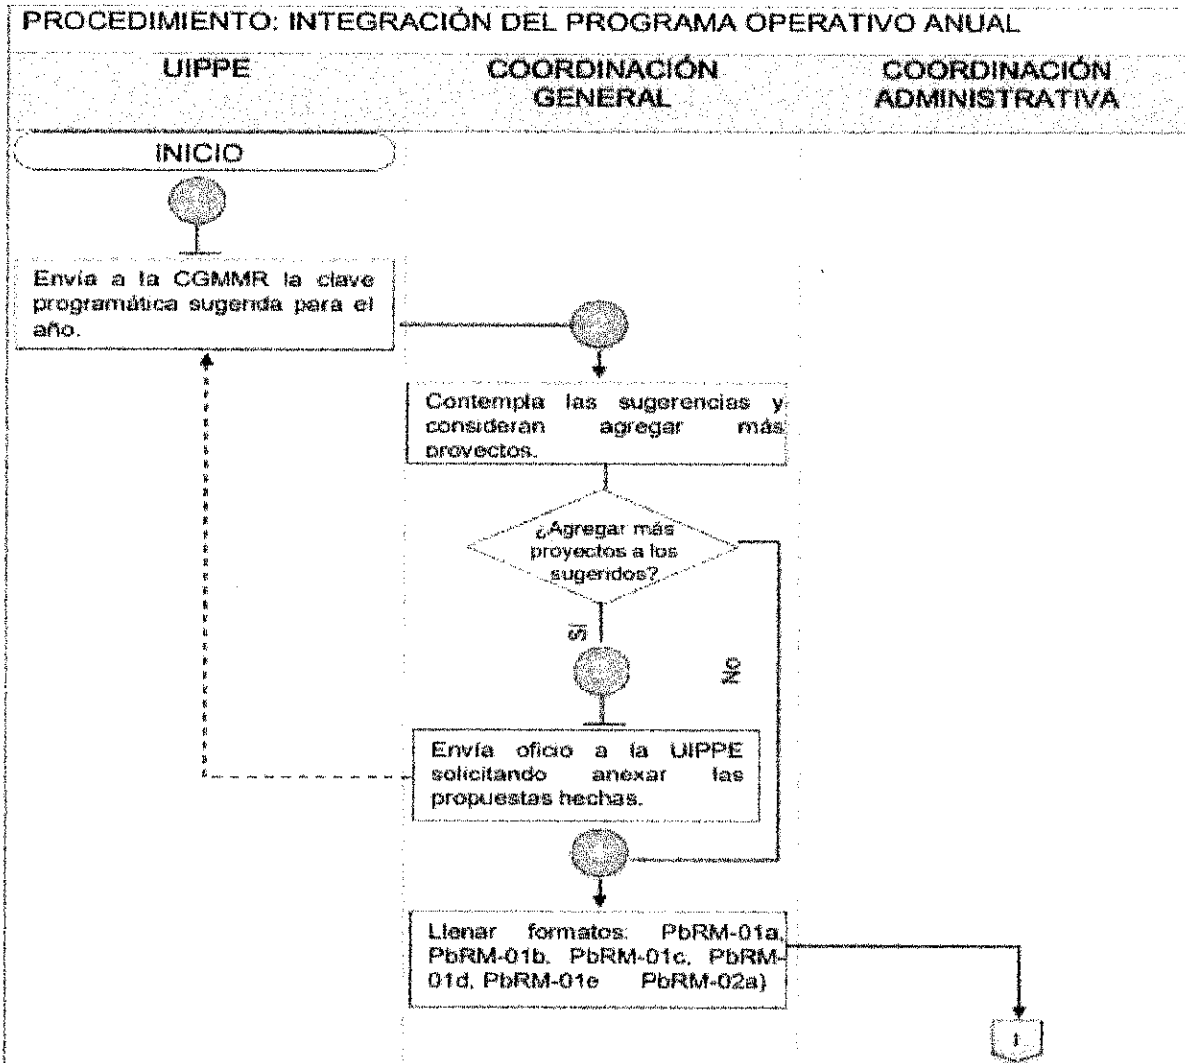 PROCEDIMIENTO: INTEGRACIÓN DEL PROGRAMA OPERATIVO ANUAL
UIPPE
COORDINACIÓN
GENERAL
COORDINACIÓN
ADMINISTRATIVA
INICIO
Envía a la CGMMR la clave
programática sugerida para el
año.
Contempla las sugerencias y
consideran agregar más
proyectos.
¿Agregar más
proyectos a los
sugeridos?
SI
No
Envía oficio a la UIPPE
solicitando anexar las
propuestas hechas.
Llenar formatos: PbRM-01a,
PbRM-01b, PbRM-01c, PbRM-
01d, PbRM-01e PbRM-02a)
1